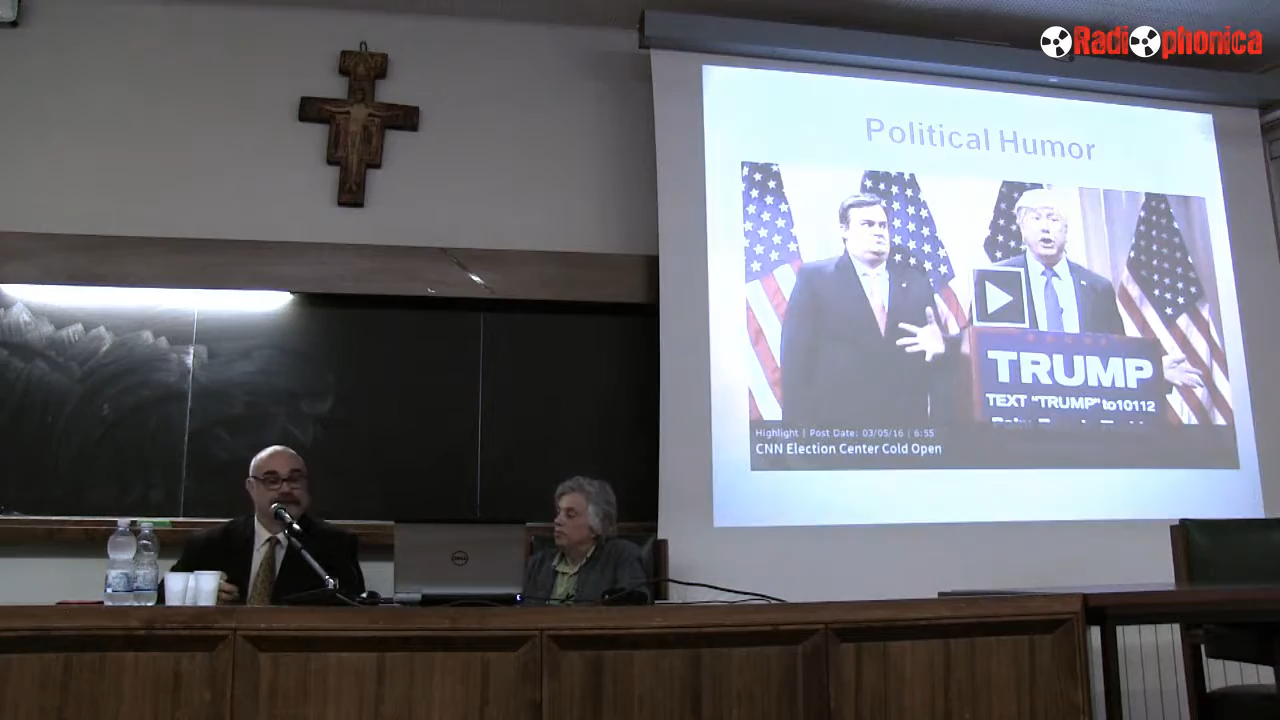 Radiophonica
Political Humor
TRUMP
TEXT "TRUMP" to 10112
Highlight | Post Date: 03/05/16 | 6:55
CNN Election Center Cold Open
DELL